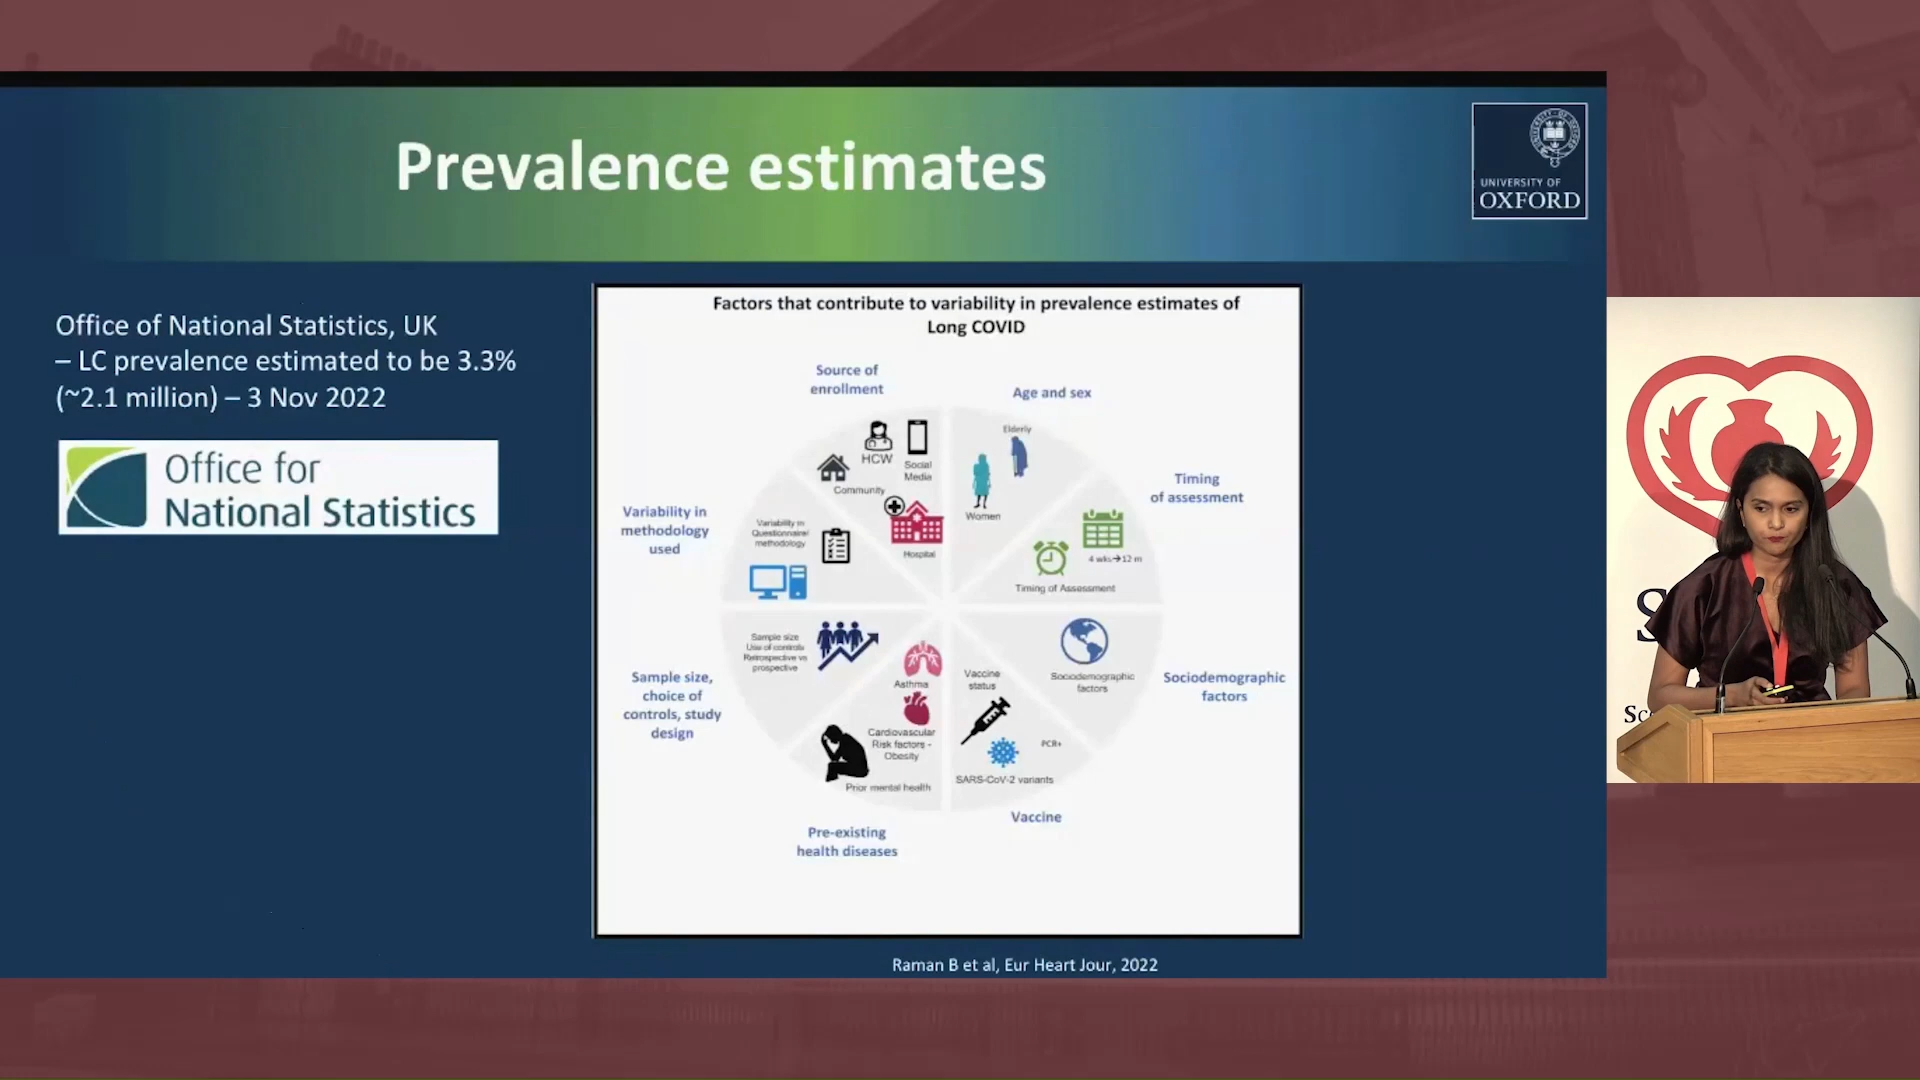 Prevalence estimates
UNIVERSITY OF
OXFORD
Office of National Statistics, UK
– LC prevalence estimated to be 3.3%
(~2.1 million) – 3 Nov 2022
Office for
National Statistics
Factors that contribute to variability in prevalence estimates of
Long COVID
Source of
enrollment
Age and sex
Timing
of assessment
Variability in
methodology
used
Sample size,
choice of
controls, study
design
Sociodemographic
factors
Pre-existing
health diseases
Vaccine
HCW
Social
Media
Community
Hospital
Elderly
Women
4 wks→12 m
Timing of Assessment
Variability in
Questionnaire/
methodology
Sample size
Use of controls
Retrospective vs
prospective
Asthma
Cardiovascular
Risk factors -
Obesity
Prior mental health
Vaccine
status
PCR+
SARS-CoV-2 variants
Sociodemographic
factors
Raman B et al, Eur Heart Jour, 2022